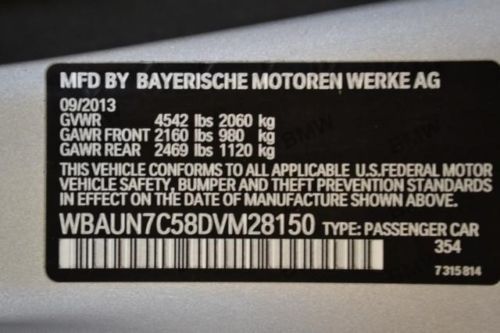 MFD BY BAYERISCHE MOTOREN WERKE AG
09/2013
GVWR 4542 lbs 2060 kg
GAWR FRONT 2160 lbs 980 kg
GAWR REAR 2469 lbs 1120 kg
THIS VEHICLE CONFORMS TO ALL APPLICABLE U.S.FEDERAL MOTOR
VEHICLE SAFETY, BUMPER AND THEFT PREVENTION STANDARDS
IN EFFECT ON THE DATE OF MANUFACTURE SHOWN ABOVE.
WBAUN7C58DVM28150 TYPE: PASSENGER CAR
354
7315814
BMW
BMW